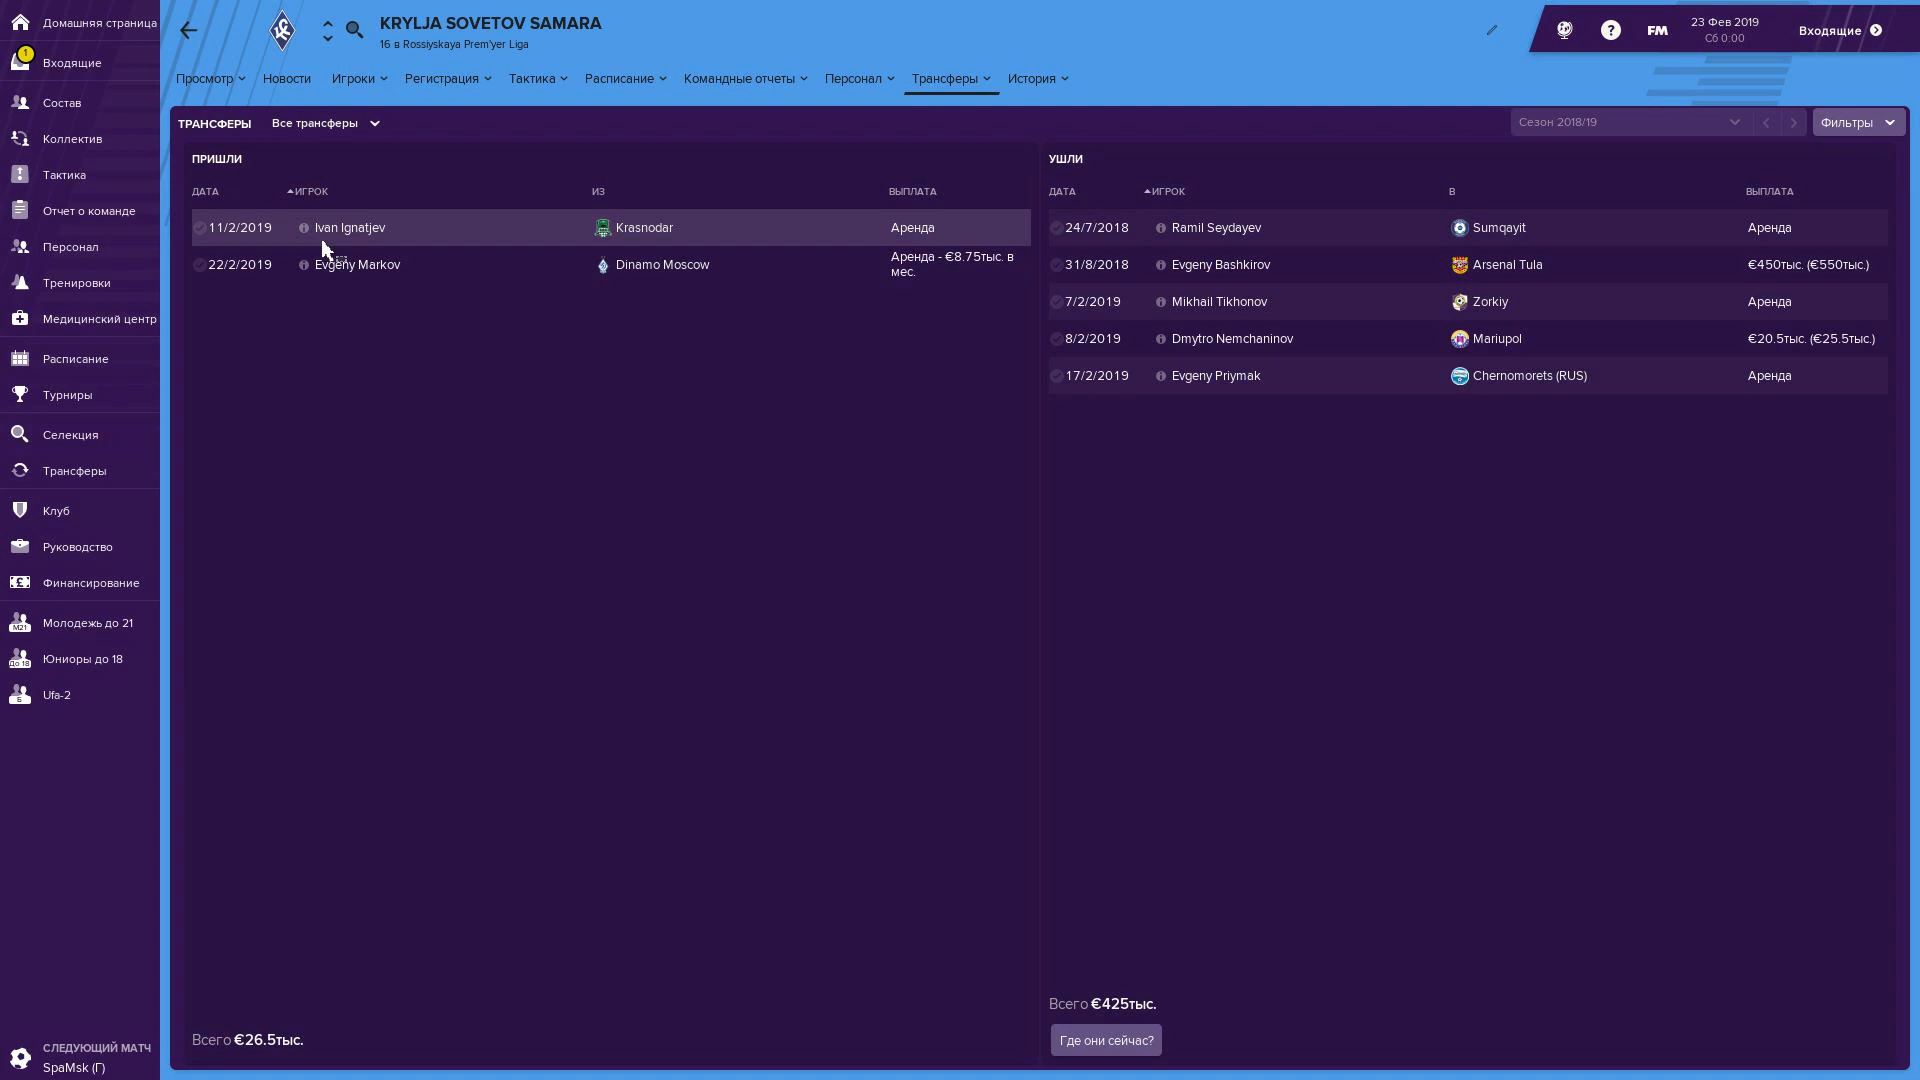 Домашняя страница
1
Входящие
Состав
Коллектив
Тактика
Отчет о команде
Персонал
Тренировки
Медицинский центр
Расписание
Турниры
Селекция
Трансферы
Клуб
Руководство
Финансирование
М21
Молодежь до 21
До 18
Юниоры до 18
Б
Ufa-2
СЛЕДУЮЩИЙ МАТЧ
SpaMsk (Г)
KRYLJA SOVETOV SAMARA
16 в Rossiyskaya Prem'yer Liga
FM
23 Фев 2019
Сб 0:00
Входящие
Просмотр Новости Игроки Регистрация Тактика Расписание Командные отчеты Персонал Трансферы История
ТРАНСФЕРЫ Все трансферы Сезон 2018/19 Фильтры
ПРИШЛИ
ДАТА ИГРОК ИЗ ВЫПЛАТА
11/2/2019 Ivan Ignatjev Krasnodar Аренда
22/2/2019 Evgeny Markov Dinamo Moscow Аренда - €8.75тыс. в
мес.
Всего €26.5тыс.
УШЛИ
ДАТА ИГРОК В ВЫПЛАТА
24/7/2018 Ramil Seydayev Sumqayit Аренда
31/8/2018 Evgeny Bashkirov Arsenal Tula €450тыс. (€550тыс.)
7/2/2019 Mikhail Tikhonov Zorkiy Аренда
8/2/2019 Dmytro Nemchaninov Mariupol €20.5тыс. (€25.5тыс.)
17/2/2019 Evgeny Priymak Chernomorets (RUS) Аренда
Всего €425тыс.
Где они сейчас?